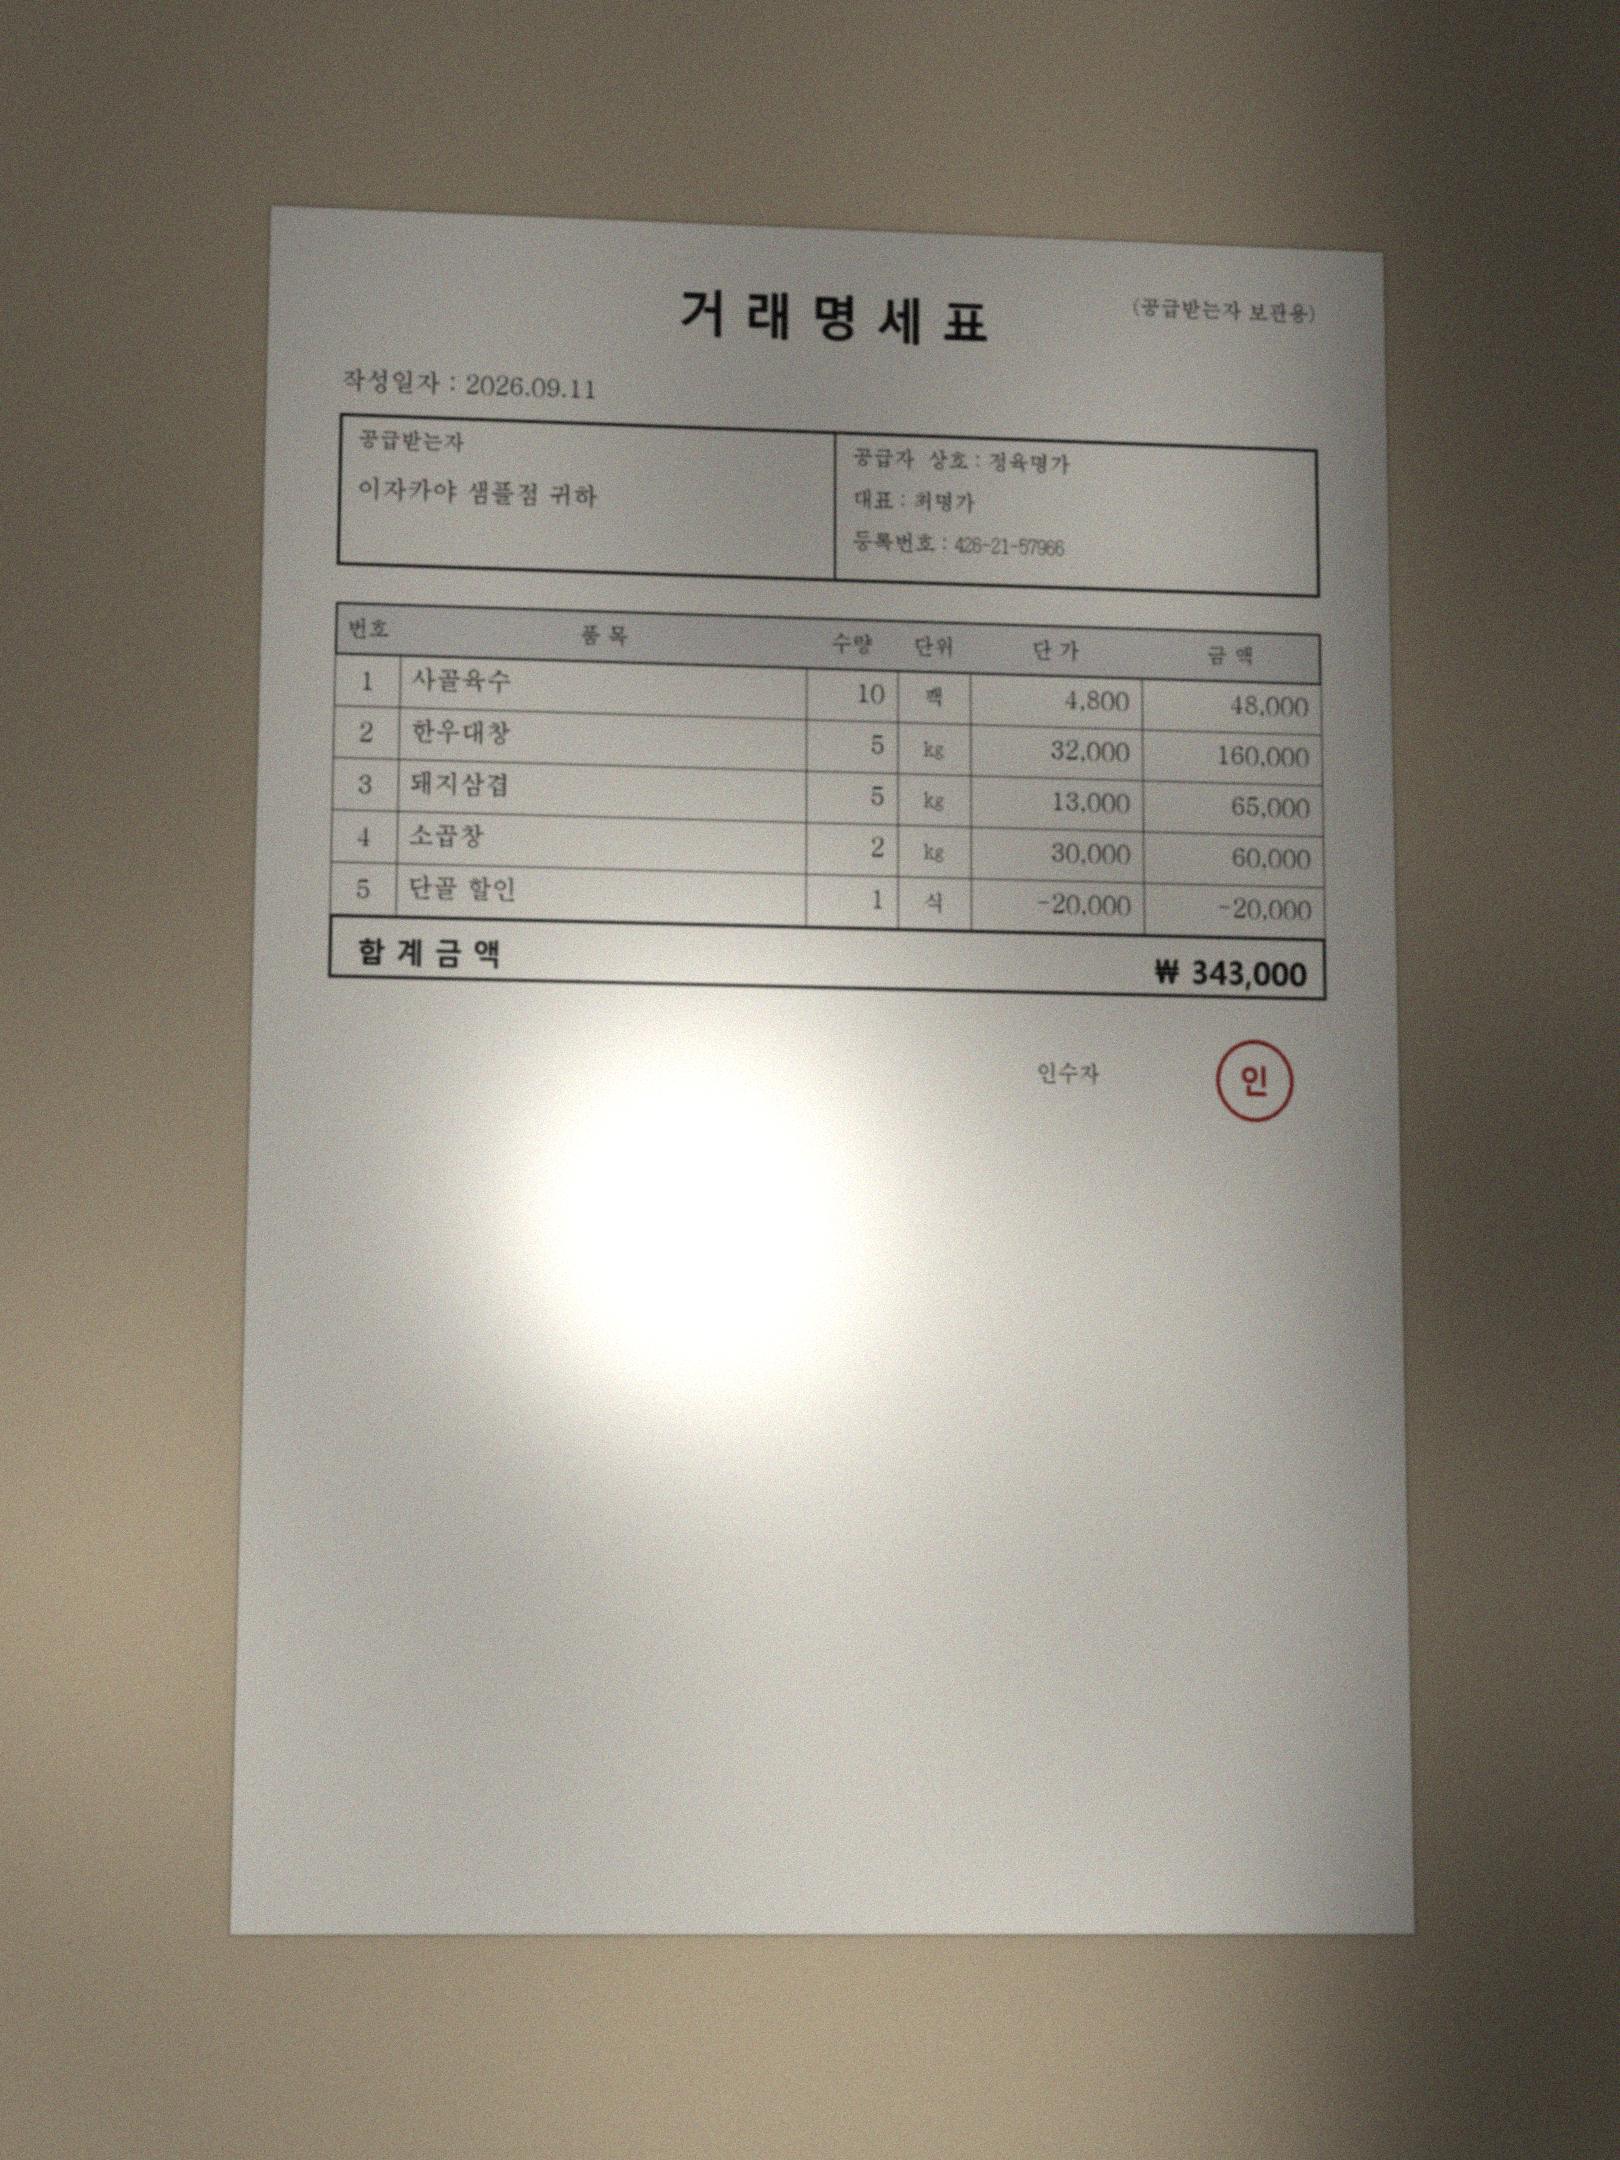 거 래 명 세 표
(공급받는자 보관용)
작성일자 : 2026.09.11
공급받는자
이자카야 샘플점 귀하
공급자 상호 : 정육명가
대표 : 최명가
등록번호 : 426-21-57966
번호 품 목 수량 단위 단 가 금 액
1 사골육수 10 팩 4,800 48,000
2 한우대창 5 kg 32,000 160,000
3 돼지삼겹 5 kg 13,000 65,000
4 소곱창 2 kg 30,000 60,000
5 단골 할인 1 식 -20,000 -20,000
합 계 금 액 ₩ 343,000
인수자 인